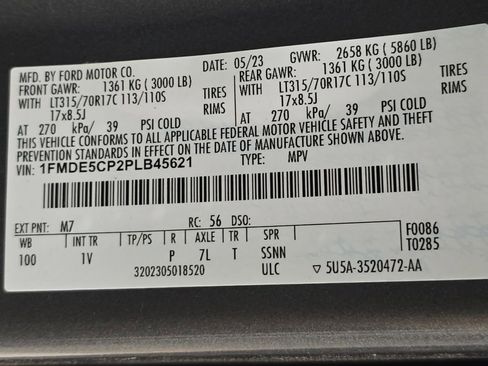 MFD. BY FORD MOTOR CO.
DATE: 05/23 GVWR: 2658 KG ( 5860 LB)
FRONT GAWR: 1361 KG ( 3000 LB) REAR GAWR: 1361 KG ( 3000 LB)
WITH LT315/70R17C 113/110S TIRES WITH LT315/70R17C 113/110S TIRES
17x8.5J RIMS 17x8.5J RIMS
AT 270 kPa/ 39 PSI COLD AT 270 kPa/ 39 PSI COLD
THIS VEHICLE CONFORMS TO ALL APPLICABLE FEDERAL MOTOR VEHICLE SAFETY AND THEFT
PREVENTION STANDARDS IN EFFECT ON THE DATE OF MANUFACTURE SHOWN ABOVE.
VIN: 1FMDE5CP2PLB45621 TYPE: MPV
EXT PNT: M7 RC: 56 DSO:
WB INT TR TP/PS R AXLE TR SPR
100 1V P 7L T SSNN
3202305018520 ULC
F0086
T0285
▽ 5U5A-3520472-AA